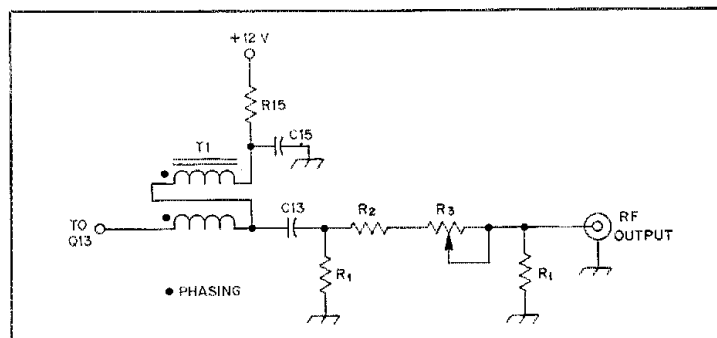 +12 V
R15
C15
T1
C13
R2
R3
RF
OUTPUT
TO
Q13
R1
R1
PHASING